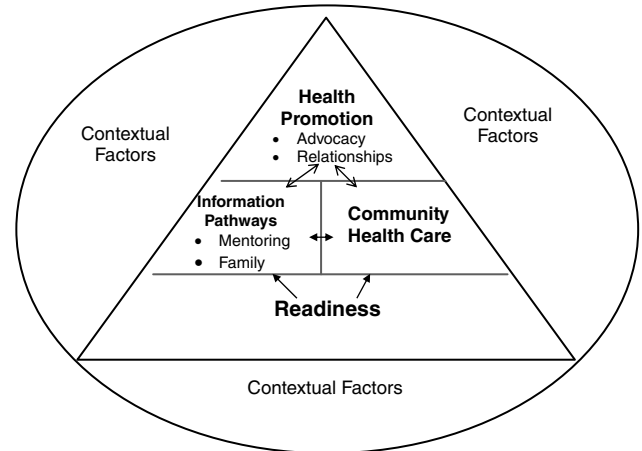 Health
Promotion
• Advocacy
• Relationships
Contextual
Factors
Contextual
Factors
Information
Pathways
• Mentoring
• Family
Community
Health Care
Readiness
Contextual Factors